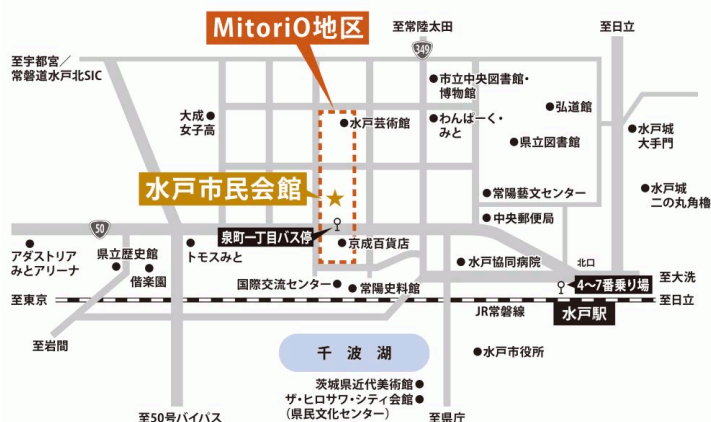 MitoriO地区
至常陸太田
349
至日立
至宇都宮／
常磐道水戸北SIC
市立中央図書館・
博物館
大成
女子高
水戸芸術館
わんぱーく・
みと
弘道館
県立図書館
水戸城
大手門
水戸市民会館
常陽藝文センター
水戸城
二の丸角櫓
50
泉町一丁目バス停
中央郵便局
アダストリア
みとアリーナ
県立歴史館
偕楽園
トモスみと
京成百貨店
水戸協同病院
北口
至大洗
国際交流センター
常陽史料館
4〜7番乗り場
至東京
JR常磐線
水戸駅
至日立
至岩間
千波湖
水戸市役所
茨城県近代美術館
ザ・ヒロサワ・シティ会館
（県民文化センター）
至50号バイパス
至県庁